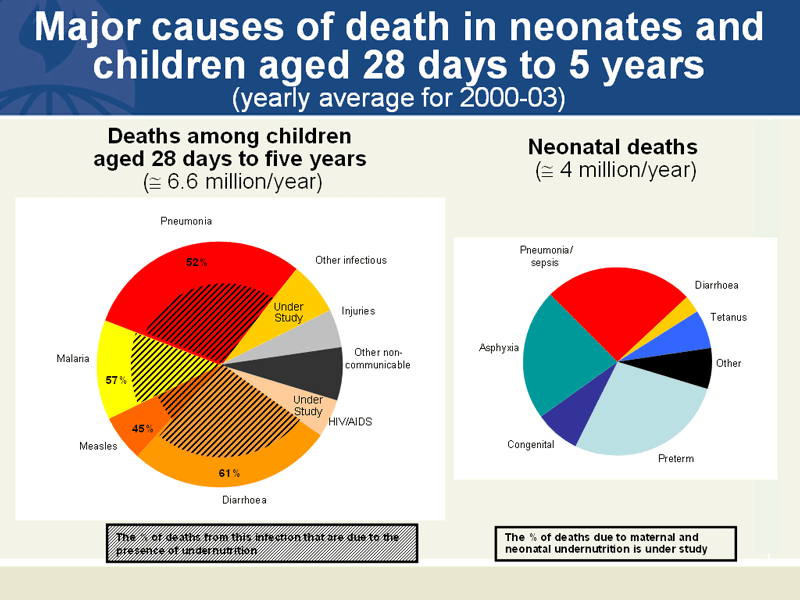 Major causes of death in neonates and
children aged 28 days to 5 years
(yearly average for 2000-03)
Deaths among children
aged 28 days to five years
(≅ 6.6 million/year)
Pneumonia
52%
Other infectious
Under
Study
Injuries
Other non-
communicable
Malaria
57%
Under
Study
HIV/AIDS
45%
Measles
61%
Diarrhoea
The % of deaths from this infection that are due to the
presence of undernutrition
Neonatal deaths
(≅ 4 million/year)
Pneumonia/
sepsis
Diarrhoea
Tetanus
Asphyxia
Other
Congenital
Preterm
The % of deaths due to maternal and
neonatal undernutrition is under study